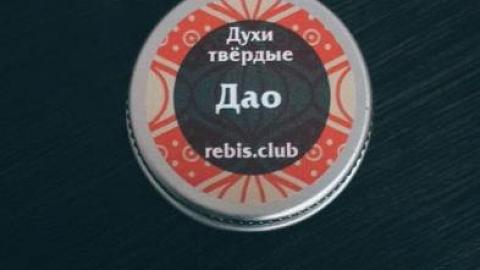 Духи
твёрдые
Дао
rebis.club